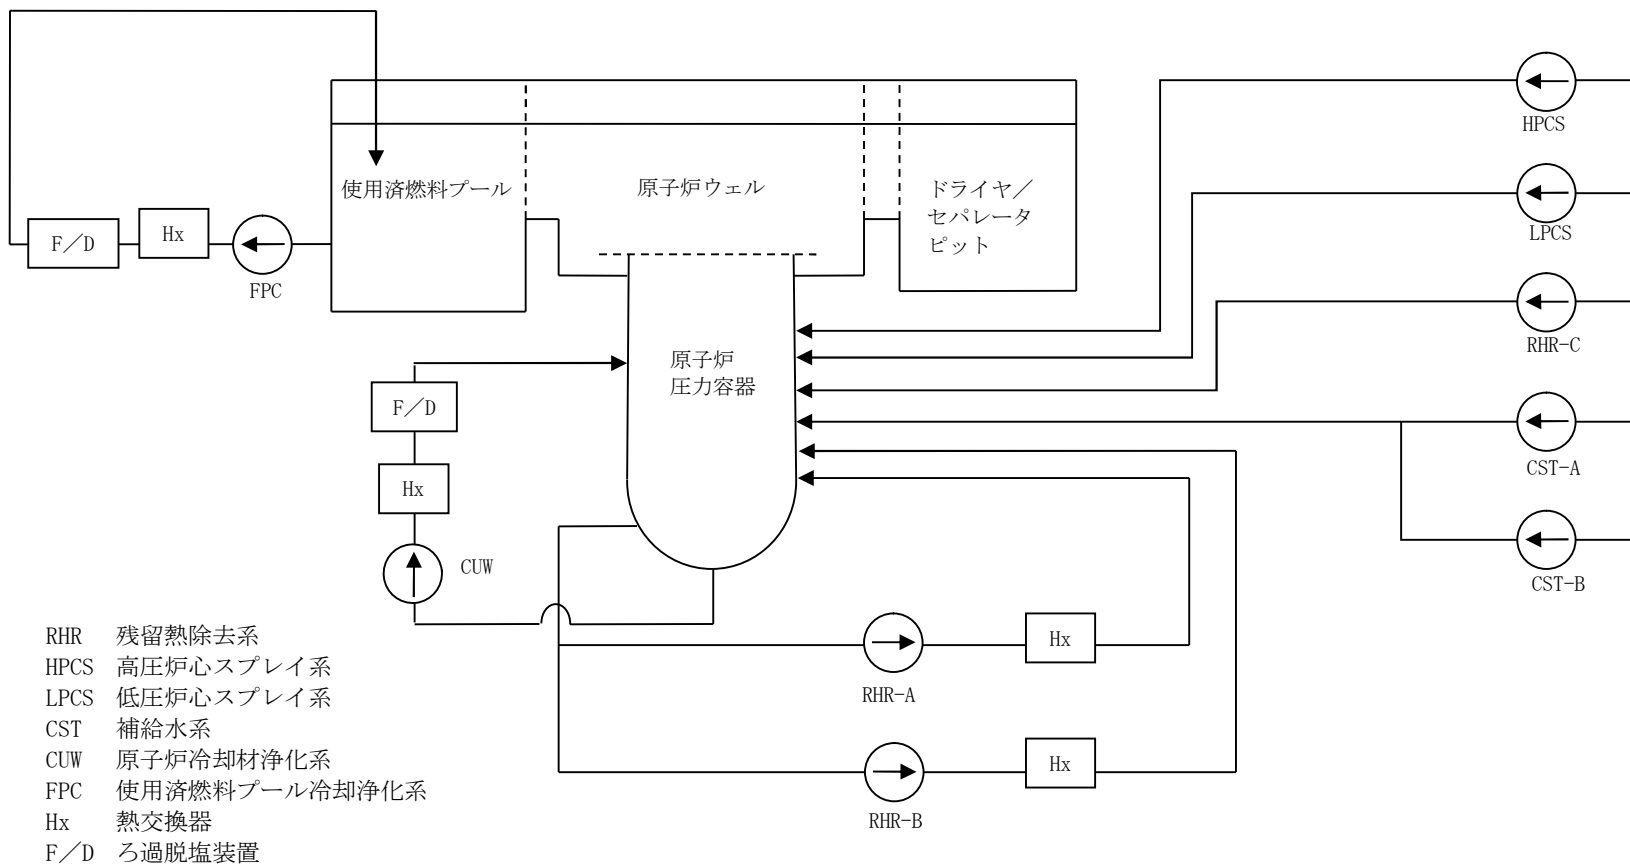 HPCS
使用済燃料プール
原子炉ウェル
ドライヤ／
セパレータ
ピット
LPCS
F／D
Hx
FPC
RHR-C
原子炉
圧力容器
F／D
CST-A
Hx
CUW
CST-B
Hx
RHR-A
Hx
RHR-B
RHR 残留熱除去系
HPCS 高圧炉心スプレイ系
LPCS 低圧炉心スプレイ系
CST 補給水系
CUW 原子炉冷却材浄化系
FPC 使用済燃料プール冷却浄化系
Hx 熱交換器
F／D ろ過脱塩装置